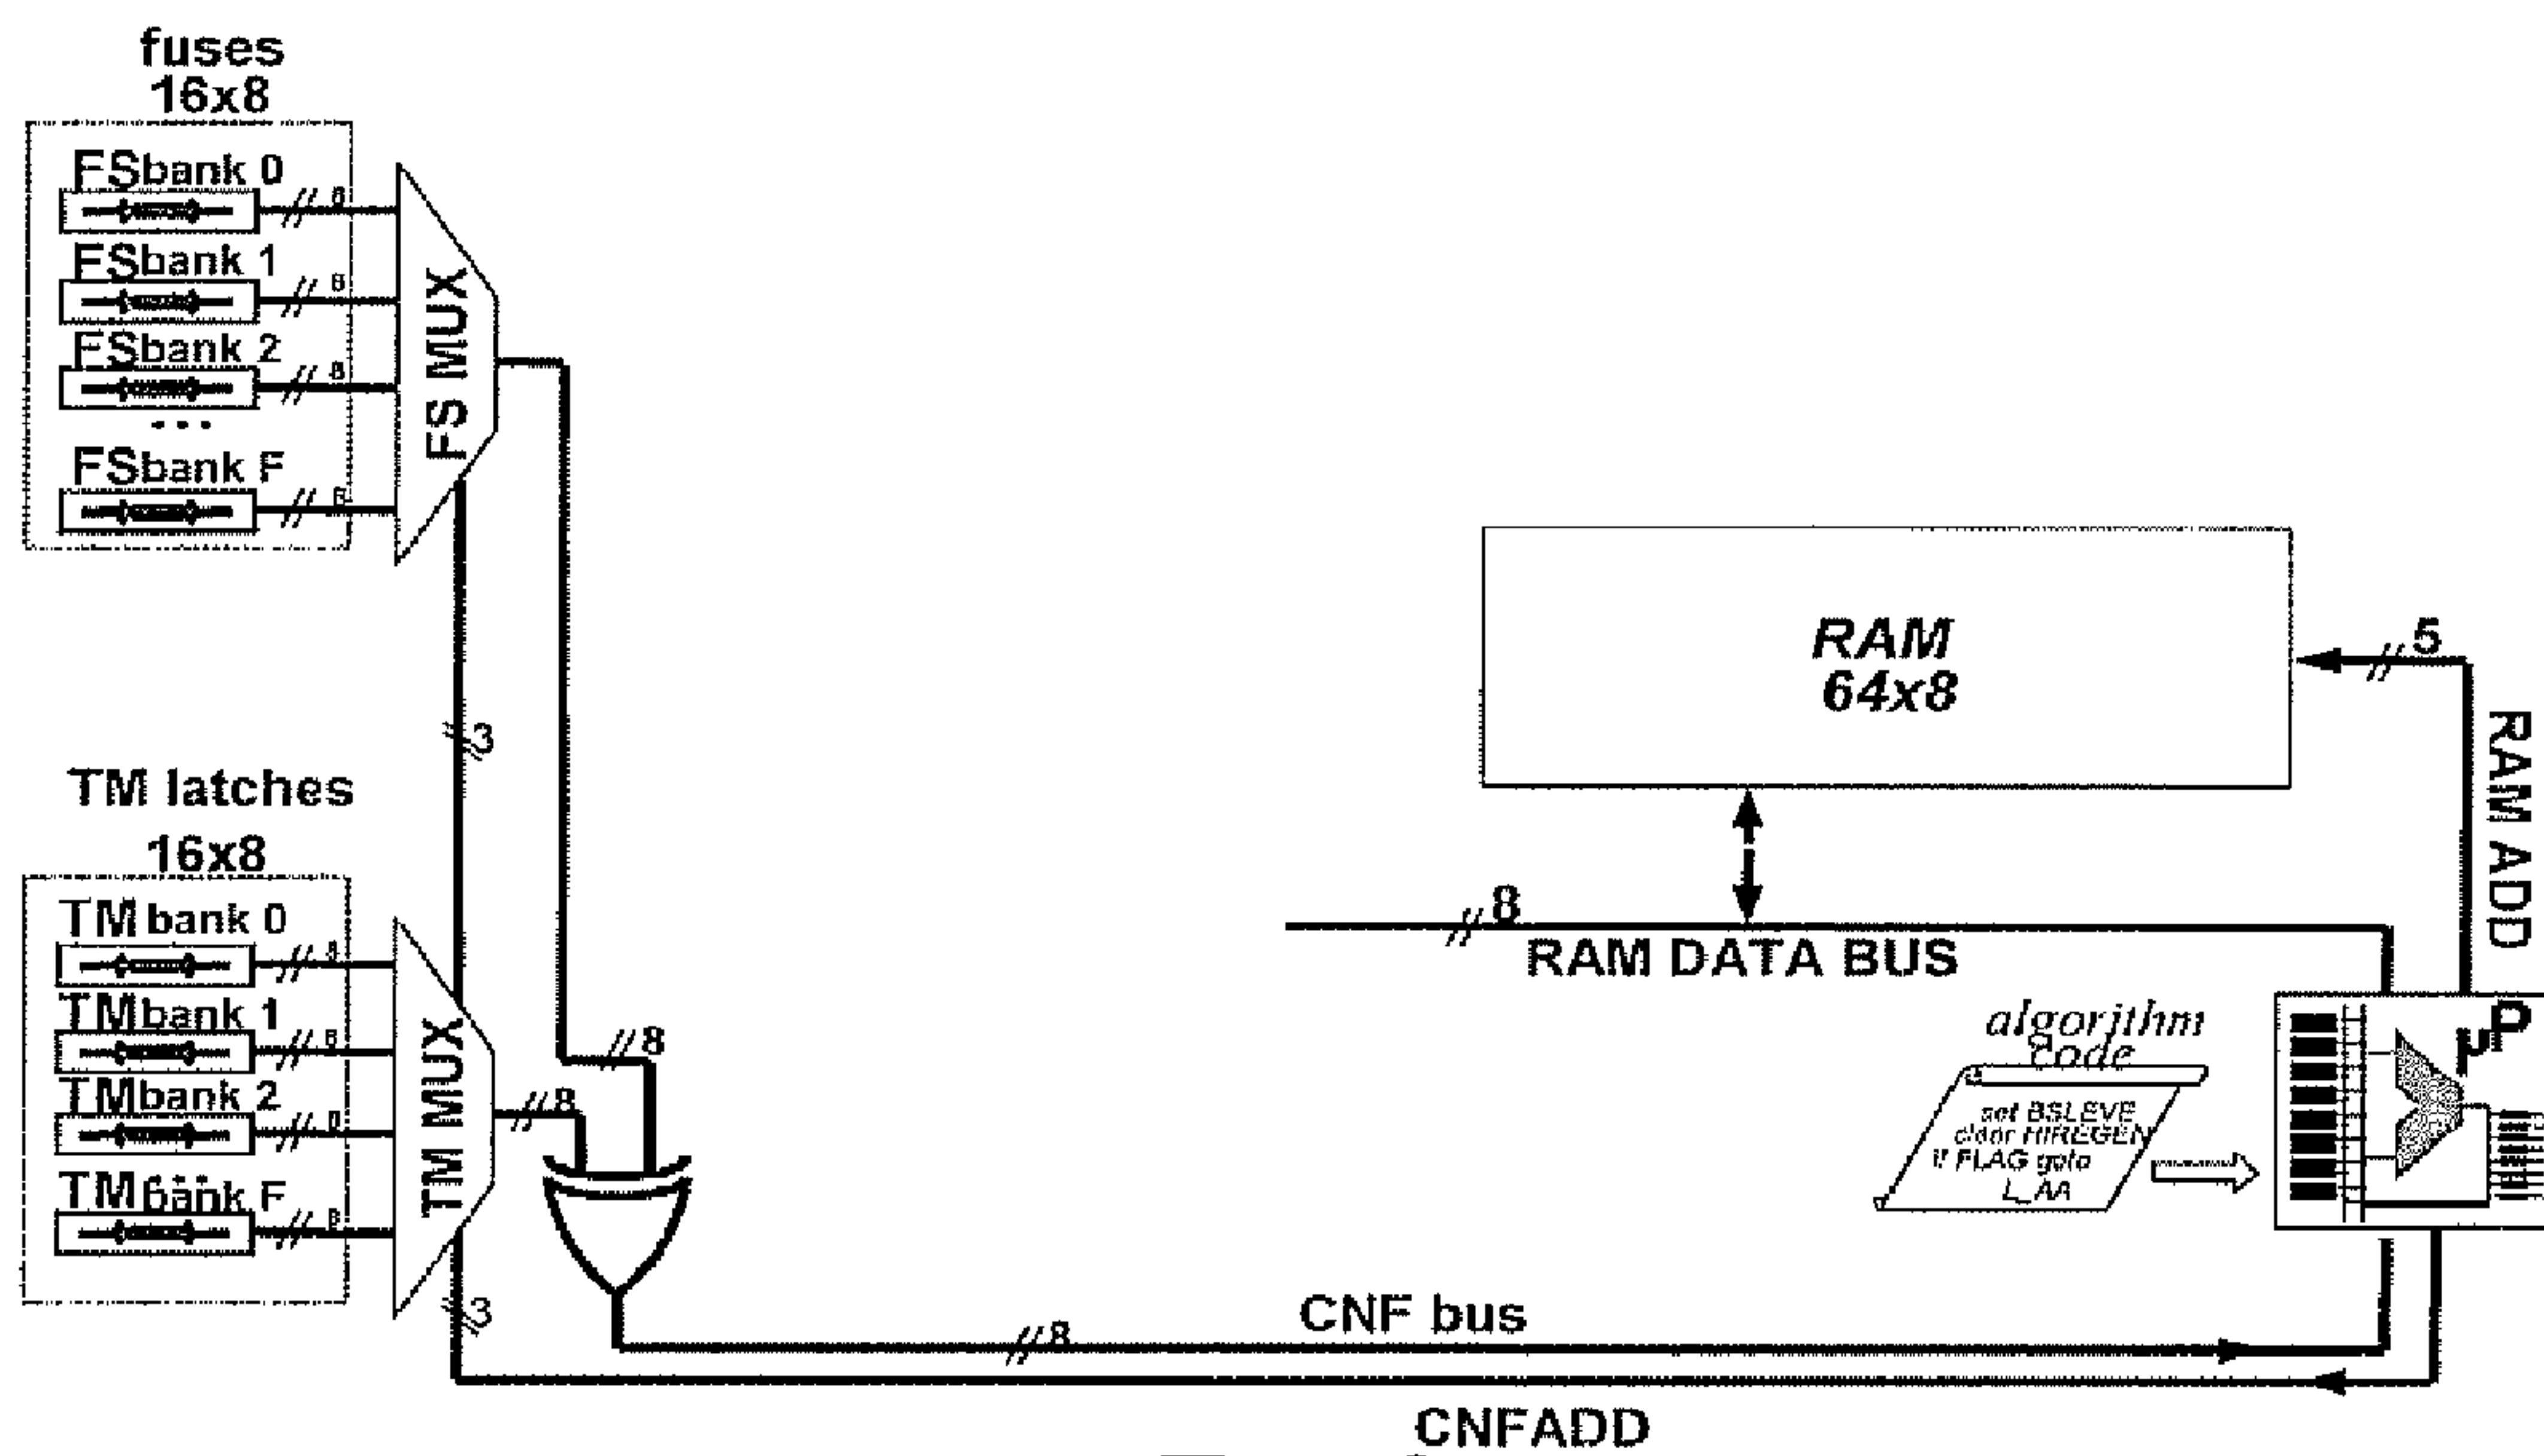 fuses
16x8
FSbank 0
8
FSbank 1
8
FSbank 2
8
...
FSbank F
8
FS MUX
3
TM latches
16x8
TM bank 0
8
TMbank 1
8
TMbank 2
8
TMbank F
8
TM MUX
3
8
8
RAM
64x8
5
RAM ADD
8
RAM DATA BUS
algorithm
code
set BSLEVE
clear HIREGEN
if FLAG goto
L_AA
μP
CNF bus
8
CNFADD